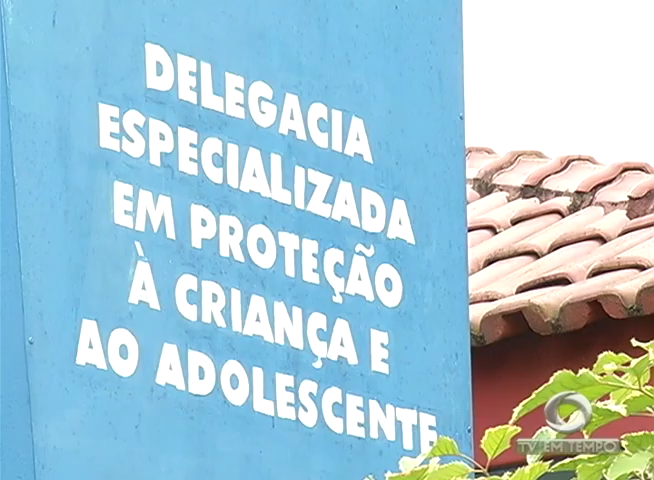 DELEGACIA
ESPECIALIZADA
EM PROTEÇÃO
À CRIANÇA E
AO ADOLESCENTE
TV EM TEMPO